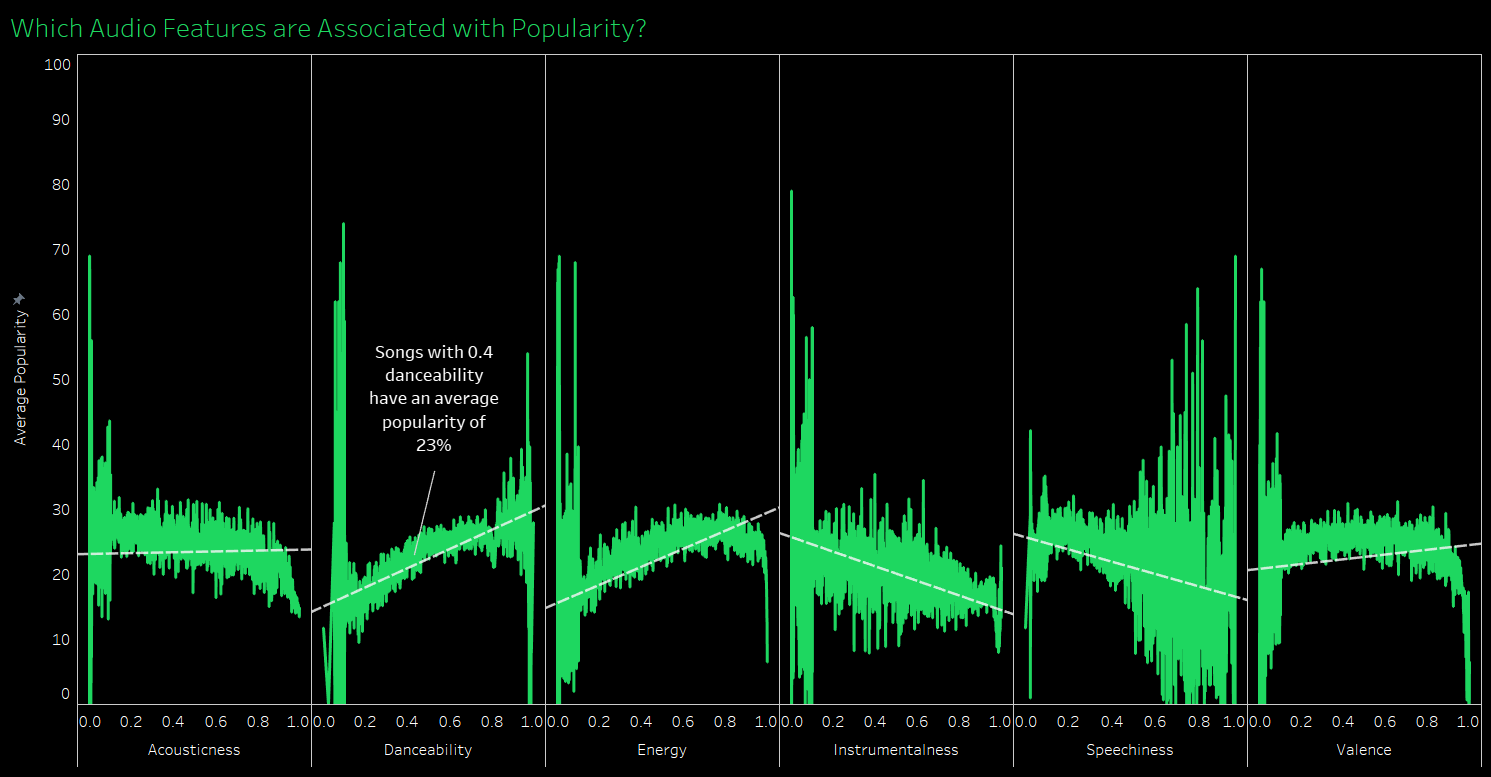 Which Audio Features are Associated with Popularity?
100
90
80
70
60
50
40
30
20
10
0
Average Popularity
Songs with 0.4
danceability
have an average
popularity of
23%
0.0 0.2 0.4 0.6 0.8 1.0 0.0 0.2 0.4 0.6 0.8 1.0 0.0 0.2 0.4 0.6 0.8 1.0 0.0 0.2 0.4 0.6 0.8 1.0 0.0 0.2 0.4 0.6 0.8 1.0 0.0 0.2 0.4 0.6 0.8 1.0
Acousticness Danceability Energy Instrumentalness Speechiness Valence